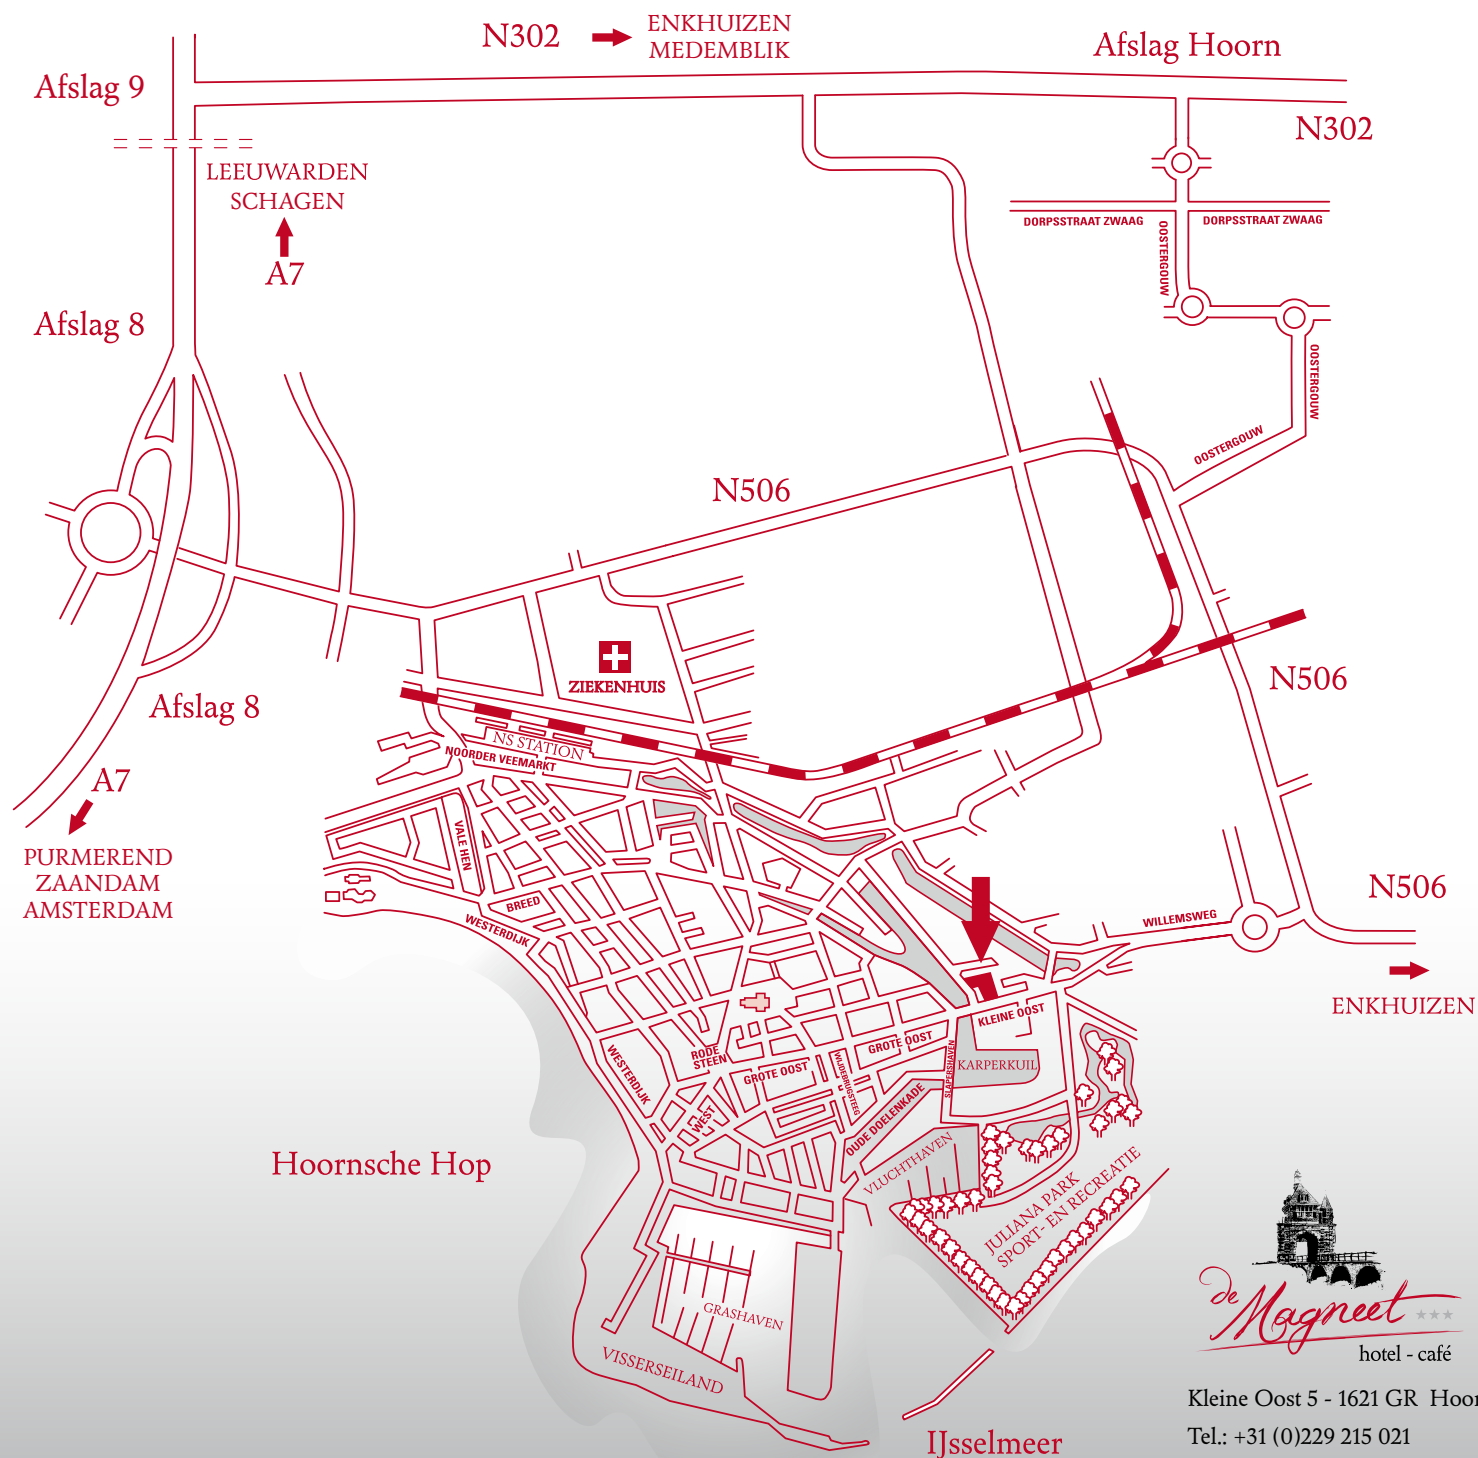 N302
ENKHUIZEN
MEDEMBLIK
Afslag Hoorn
Afslag 9
N302
LEEUWARDEN
SCHAGEN
A7
DORPSSTRAAT ZWAAG
DORPSSTRAAT ZWAAG
OOSTERGOUW
Afslag 8
OOSTERGOUW
OOSTERGOUW
N506
ZIEKENHUIS
N506
Afslag 8
NS STATION
NOORDER VEEMARKT
A7
PURMEREND
ZAANDAM
AMSTERDAM
VALE HEN
BREED
WESTERDIJK
N506
WILLEMSWEG
ENKHUIZEN
KLEINE OOST
GROTE OOST
RODE
STEEN
GROTE OOST
WIJDEBRUGSTEEG
SLAPERSHAVEN
KARPERKUIL
WESTERDIJK
WEST
OUDE DOELENKADE
VLUCHTHAVEN
Hoornsche Hop
JULIANA PARK
SPORT- EN RECREATIE
GRASHAVEN
VISSERSEILAND
IJsselmeer
de Magneet
hotel - café
Kleine Oost 5 - 1621 GR Hoor
Tel.: +31 (0)229 215 021